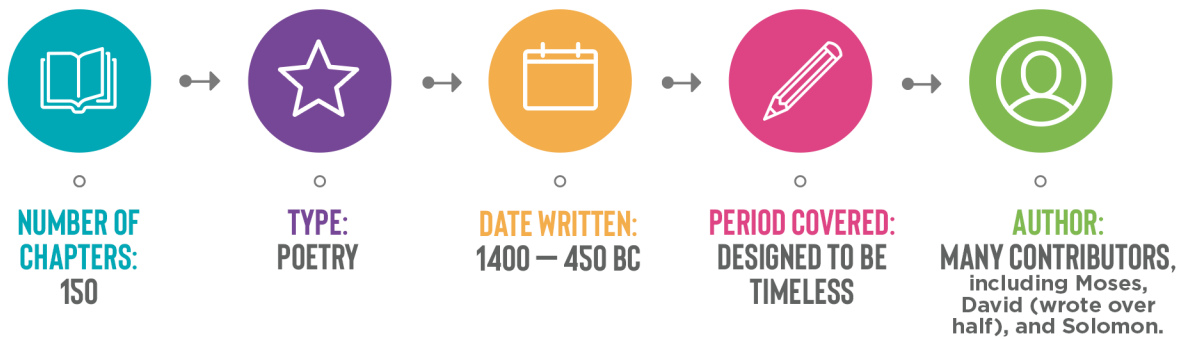 NUMBER OF
CHAPTERS:
150
TYPE:
POETRY
DATE WRITTEN:
1400 – 450 BC
PERIOD COVERED:
DESIGNED TO BE
TIMELESS
AUTHOR:
MANY CONTRIBUTORS,
including Moses,
David (wrote over
half), and Solomon.